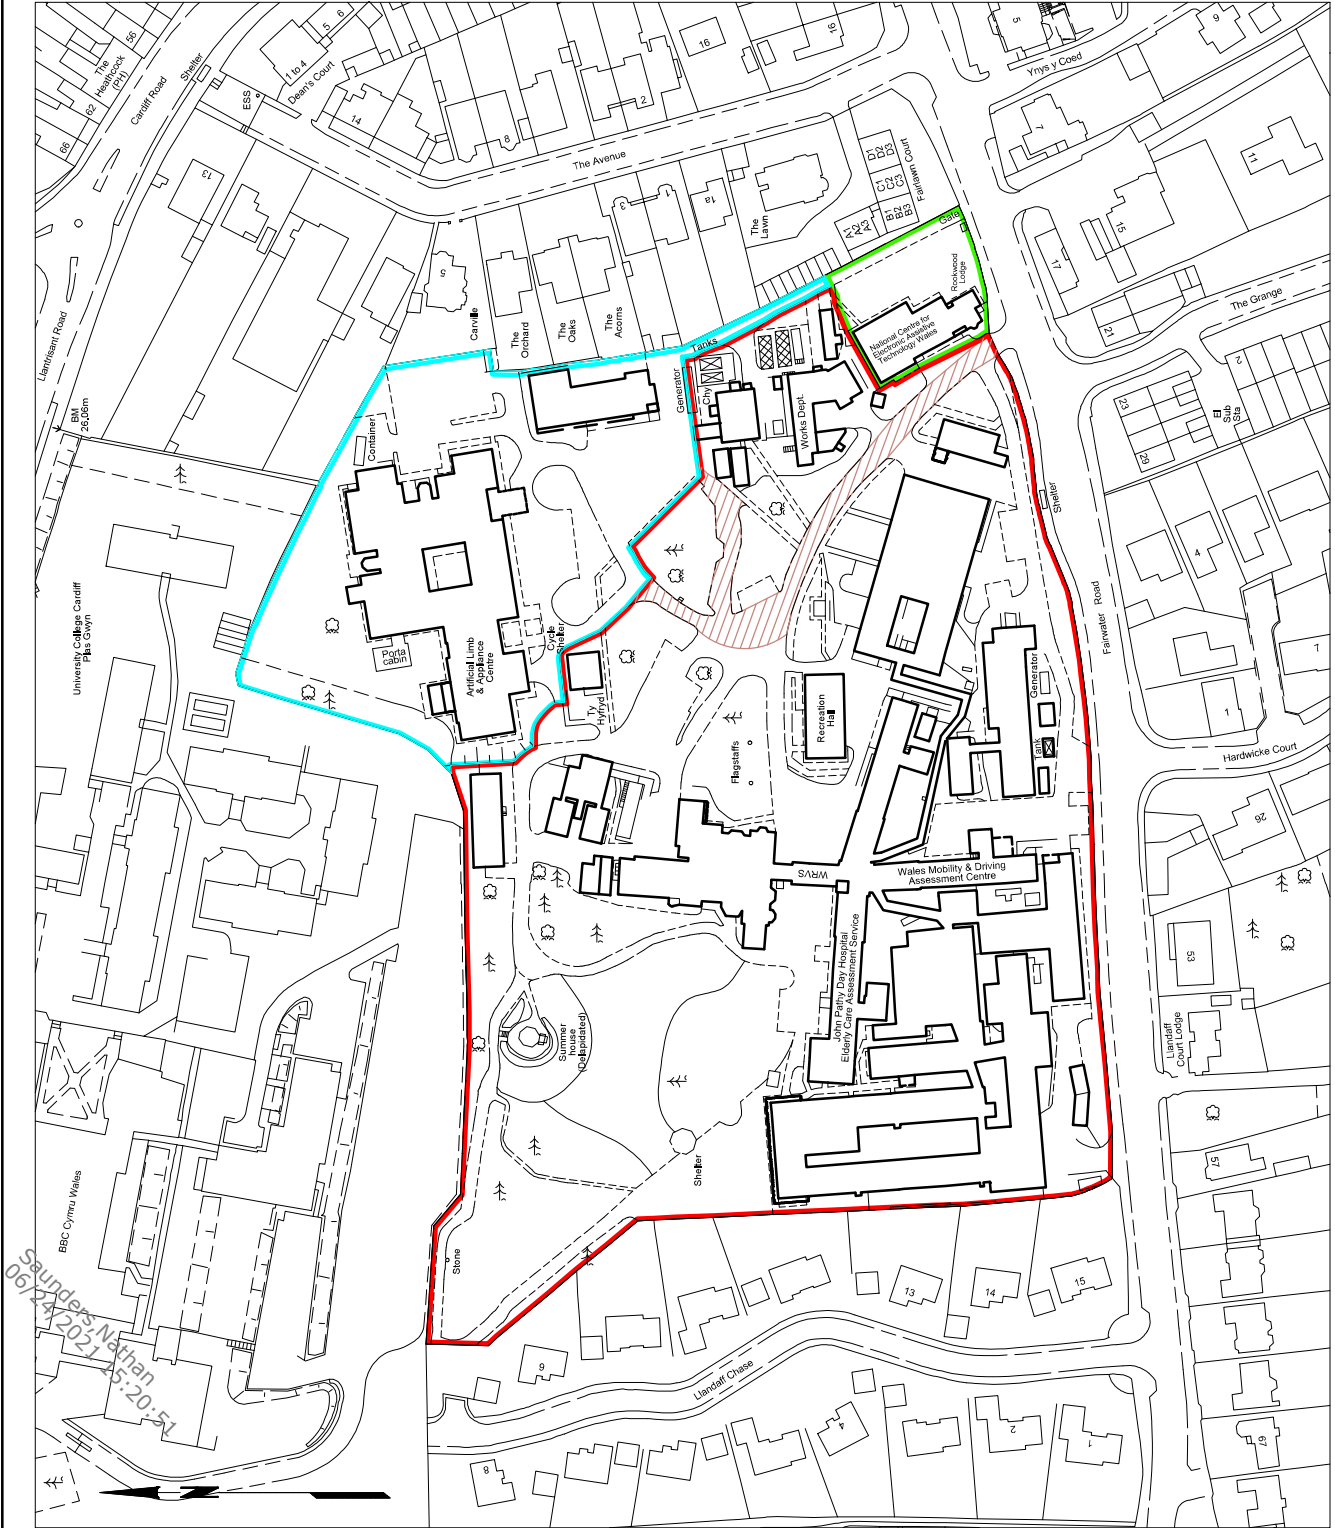 56
The
Heathcock
(PH)
62
66
Cardiff Road
Shelter
ESS
1 to 4
5
6
Dean's Court
14
8
2
16
16
5
9
Ynys y Coed
7
11
15
17
21
The Grange
The Avenue
13
Llantrisant Road
BM
26.06m
5
Carville
The
Orchard
The
Oaks
The
Acorns
3
1
1a
The
Lawn
A1
A2
A3
B1
B2
B3
C1
C2
C3
D1
D2
D3
Fairlawn Court
Gate
Rookwood
Lodge
National Centre for
Electronic Assistive
Technology Wales
Tanks
Generator
Chy
Works Dept.
Container
2
23
29
El
Sub
Sta
Shelter
4
7
1
Fairwater Road
Hardwicke Court
26
University College Cardiff
Plas Gwyn
Porta
cabin
Artificial Limb
& Appliance
Centre
Cycle
Shelter
Ty
Hyfryd
Flagstaffs
Recreation
Hall
Generator
Tank
WRVS
Wales Mobility & Driving
Assessment Centre
John Pathy Day Hospital
Elderly Care Assessment Service
53
Llandaff
Court Lodge
57
67
Summer
house
(Delapidated)
Shelter
Stone
BBC Cymru Wales
13
14
15
9
8
4
2
1
Llandaff Chase
Saunders Nathan
06/24/2021 15:20:51
N